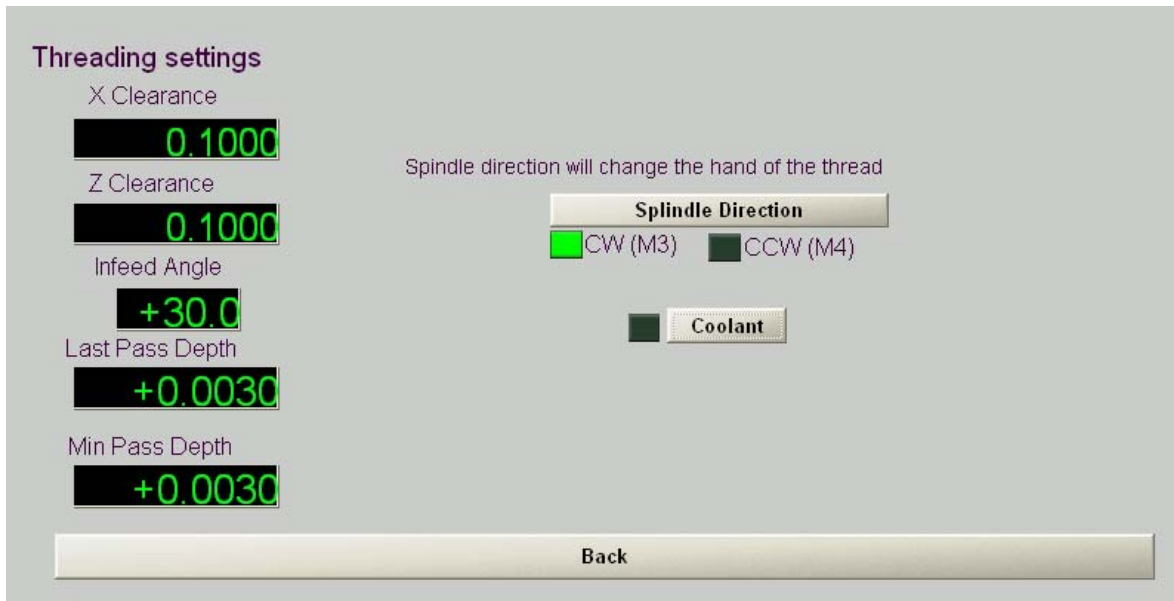 Threading settings
X Clearance
0.1000
Z Clearance
0.1000
Infeed Angle
+30.0
Last Pass Depth
+0.0030
Min Pass Depth
+0.0030
Spindle direction will change the hand of the thread
Splindle Direction
CW (M3) CCW (M4)
Coolant
Back